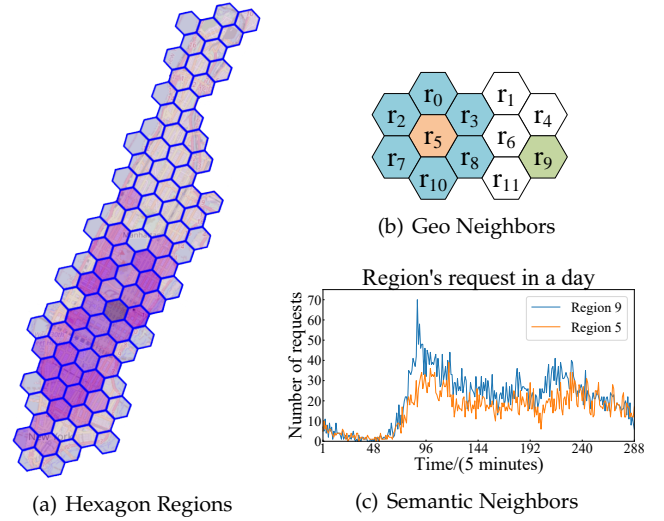 r₀ r₁
r₂ r₃ r₄
r₅ r₆
r₇ r₈ r₉
r₁₀ r₁₁
(b) Geo Neighbors
Region's request in a day
Number of requests
70
60
50
40
30
20
10
0
Region 9
Region 5
1 48 96 144 192 240 288
Time/(5 minutes)
(a) Hexagon Regions
(c) Semantic Neighbors